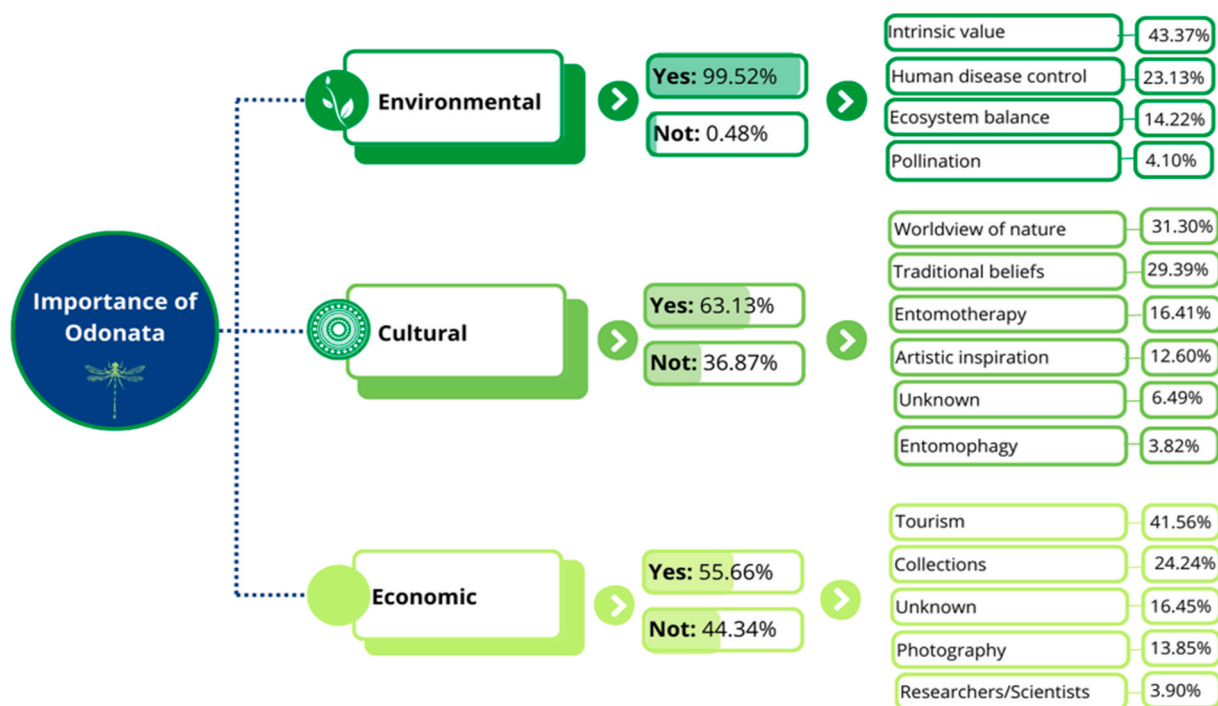 Importance of
Odonata
Environmental
Yes: 99.52%
Not: 0.48%
Intrinsic value
43.37%
Human disease control
23.13%
Ecosystem balance
14.22%
Pollination
4.10%
Cultural
Yes: 63.13%
Not: 36.87%
Worldview of nature
31.30%
Traditional beliefs
29.39%
Entomotherapy
16.41%
Artistic inspiration
12.60%
Unknown
6.49%
Entomophagy
3.82%
Economic
Yes: 55.66%
Not: 44.34%
Tourism
41.56%
Collections
24.24%
Unknown
16.45%
Photography
13.85%
Researchers/Scientists
3.90%